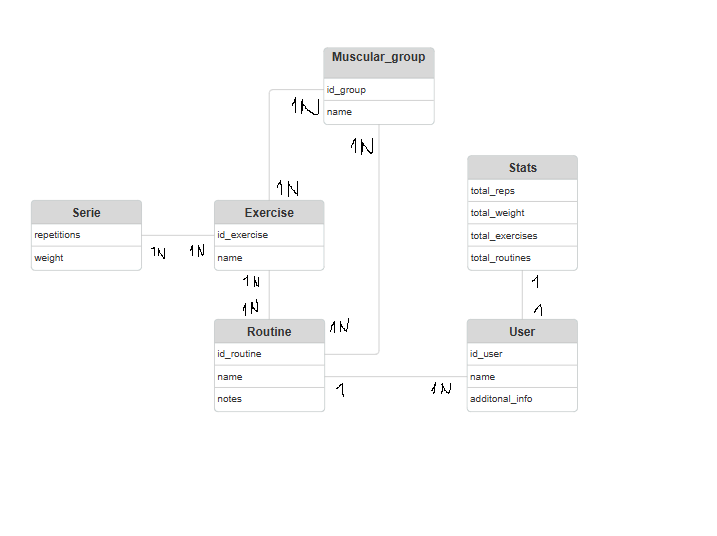 Muscular_group
id_group
name
1N
1N
1N
Stats
total_reps
total_weight
total_exercises
total_routines
Serie
repetitions
weight
1N
1N
Exercise
id_exercise
name
1N
1N
1
1
Routine
id_routine
name
notes
1N
1
1N
User
id_user
name
additonal_info